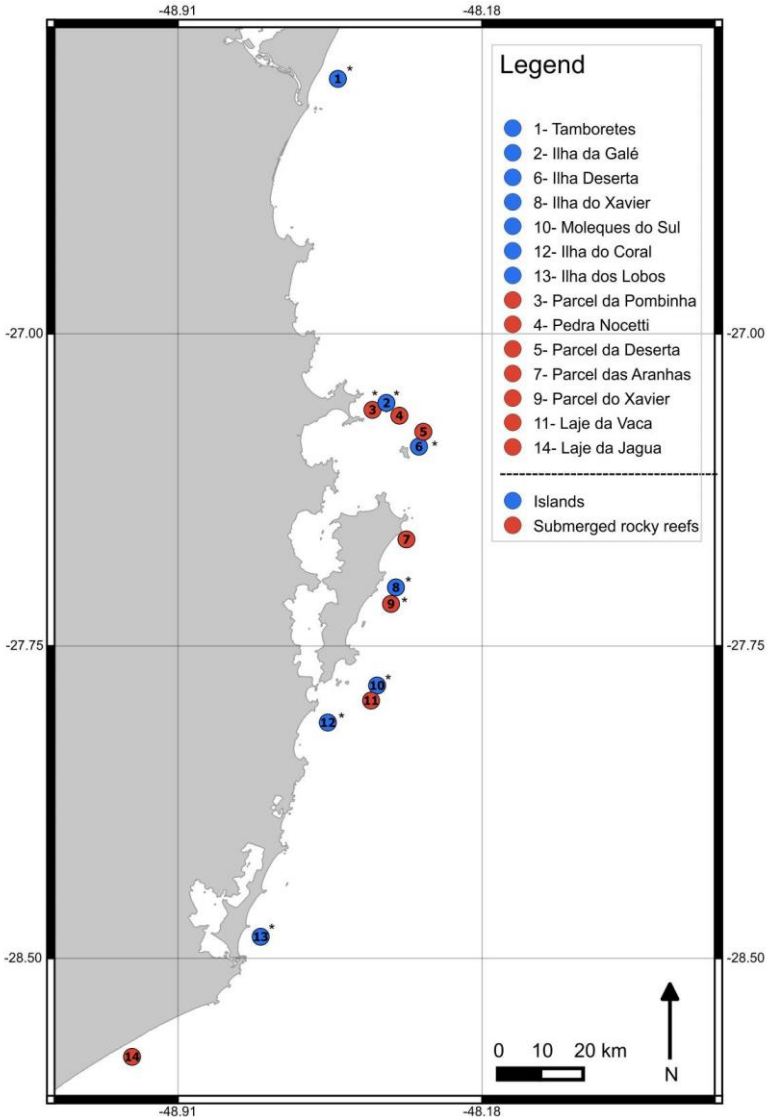 -48.91 -48.18
Legend
1- Tamboretes
2- Ilha da Galé
6- Ilha Deserta
8- Ilha do Xavier
10- Moleques do Sul
12- Ilha do Coral
13- Ilha dos Lobos
3- Parcel da Pombinha
4- Pedra Nocetti
5- Parcel da Deserta
7- Parcel das Aranhas
9- Parcel do Xavier
11- Laje da Vaca
14- Laje da Jagua
Islands
Submerged rocky reefs
1 *
-27.00 -27.00
* *
2
3
4
5
6 *
7
8 *
9 *
-27.75 -27.75
10 *
11
12 *
13 *
-28.50 -28.50
14
0 10 20 km
N
-48.91 -48.18